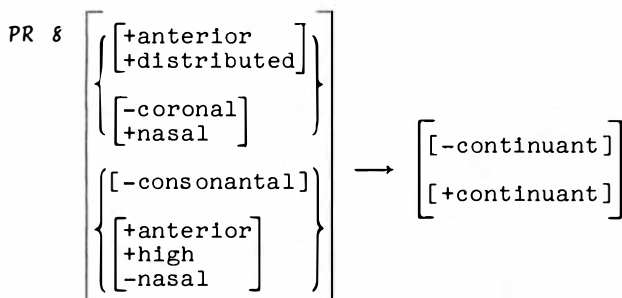 PR 8
[+anterior
+distributed]
[-coronal
+nasal]
[-consonantal]
[+anterior
+high
-nasal]
→
[-continuant]
[+continuant]